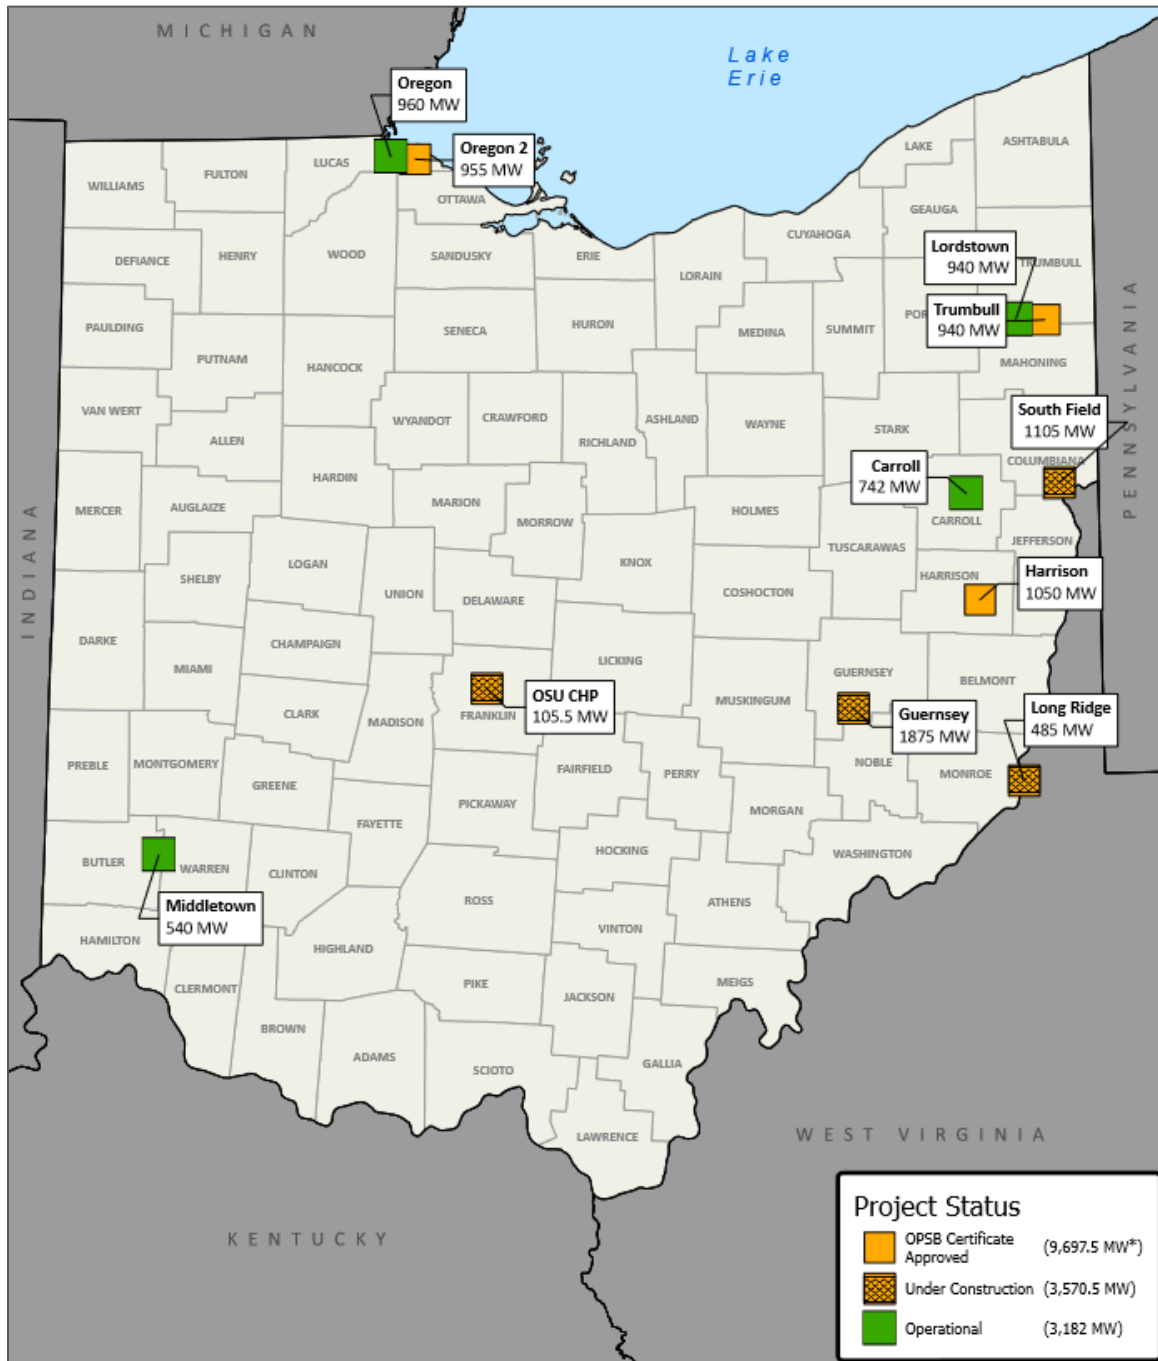 MICHIGAN
Lake
Erie
Oregon
960 MW
Oregon 2
955 MW
LUCAS
FULTON
WILLIAMS
OTTAWA
LAKE
ASHTABULA
GEAUGA
CUYAHOGA
Lordstown
940 MW
TRUMBULL
DEFIANCE
HENRY
WOOD
SANDUSKY
ERIE
LORAIN
Trumbull
940 MW
POR
PAULDING
PUTNAM
HANCOCK
SENECA
HURON
MEDINA
SUMMIT
MAHONING
PENNSYLVANIA
VAN WERT
ALLEN
WYANDOT
CRAWFORD
RICHLAND
ASHLAND
WAYNE
STARK
South Field
1105 MW
COLUMBIANA
Carroll
742 MW
CARROLL
INDIANA
MERCER
AUGLAIZE
HARDIN
MARION
MORROW
HOLMES
TUSCARAWAS
JEFFERSON
SHELBY
LOGAN
UNION
DELAWARE
KNOX
COSHOCTON
HARRISON
Harrison
1050 MW
DARKE
MIAMI
CHAMPAIGN
LICKING
MUSKINGUM
GUERNSEY
BELMONT
CLARK
MADISON
FRANKLIN
OSU CHP
105.5 MW
Guernsey
1875 MW
Long Ridge
485 MW
PREBLE
MONTGOMERY
GREENE
FAYETTE
PICKAWAY
FAIRFIELD
PERRY
MORGAN
NOBLE
MONROE
BUTLER
WARREN
CLINTON
ROSS
HOCKING
ATHENS
WASHINGTON
Middletown
540 MW
HAMILTON
CLERMONT
HIGHLAND
PIKE
VINTON
JACKSON
MEIGS
BROWN
ADAMS
SCIOTO
GALLIA
LAWRENCE
WEST VIRGINIA
KENTUCKY
Project Status
OPSB Certificate
Approved
(9,697.5 MW*)
Under Construction (3,570.5 MW)
Operational (3,182 MW)